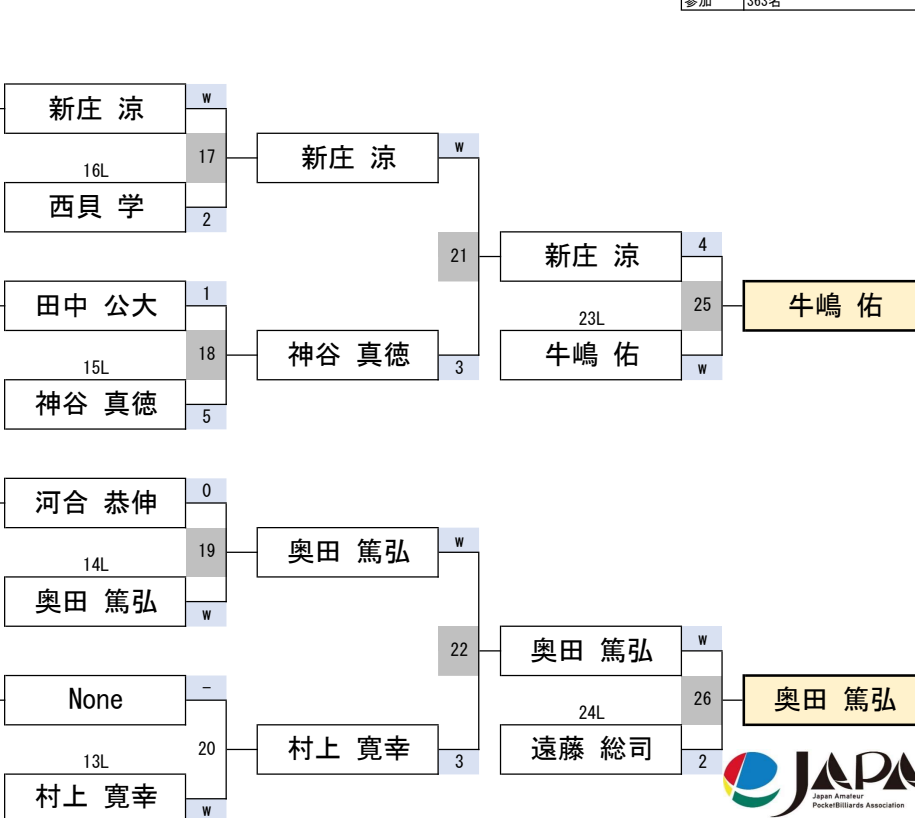 参加 363名
新庄 涼 W
17
16L
西貝 学 2
新庄 涼 W
田中 公大 1
18
15L
神谷 真徳 5
神谷 真徳 3
21
新庄 涼 4
25
23L
牛嶋 佑 W
牛嶋 佑
河合 恭伸 0
19
14L
奥田 篤弘 W
奥田 篤弘 W
None -
20
13L
村上 寛幸 W
村上 寛幸 3
22
奥田 篤弘 W
26
24L
遠藤 総司 2
奥田 篤弘
JAPA
Japan Amateur
PocketBilliards Association